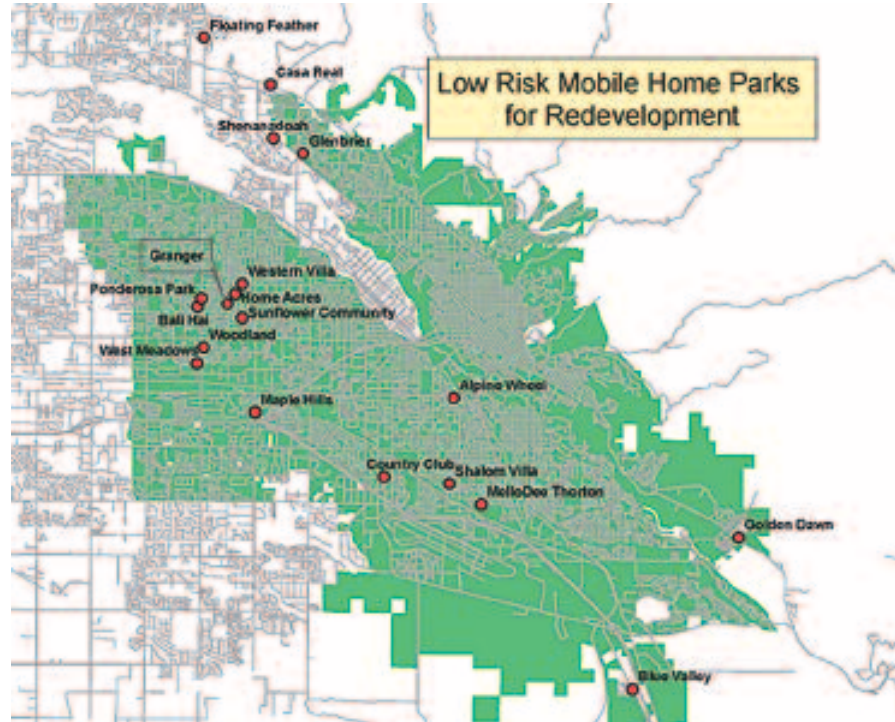 Floating Feather
Casa Real
Low Risk Mobile Home Parks
for Redevelopment
Shenanadoah
Glenbrier
Granger
Western Villa
Ponderosa Park
Home Acres
Bali Hai
Sunflower Community
Woodland
West Meadows
Alpine Wheel
Maple Hills
Country Club
Shalom Villa
MelloDee Thorton
Golden Dawn
Blue Valley